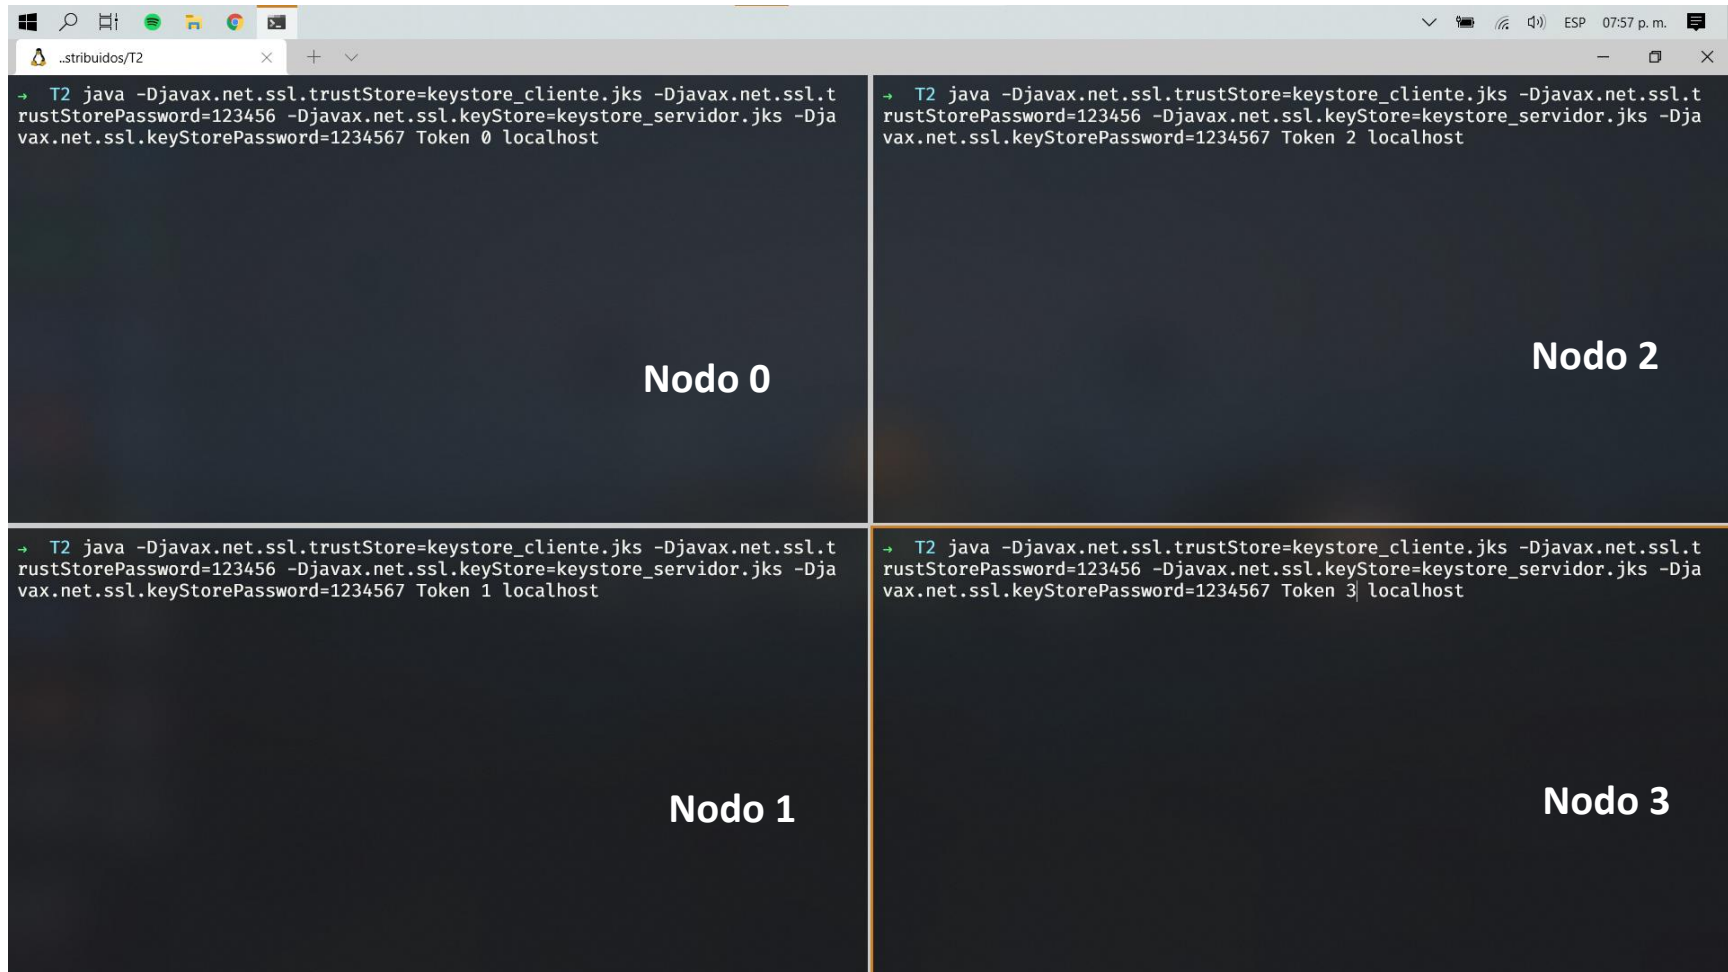 ESP 07:57 p. m.
..stribuidos/T2
→ T2 java -Djavax.net.ssl.trustStore=keystore_cliente.jks -Djavax.net.ssl.t
rustStorePassword=123456 -Djavax.net.ssl.keyStore=keystore_servidor.jks -Dja
vax.net.ssl.keyStorePassword=1234567 Token 0 localhost
Nodo 0
→ T2 java -Djavax.net.ssl.trustStore=keystore_cliente.jks -Djavax.net.ssl.t
rustStorePassword=123456 -Djavax.net.ssl.keyStore=keystore_servidor.jks -Dja
vax.net.ssl.keyStorePassword=1234567 Token 2 localhost
Nodo 2
→ T2 java -Djavax.net.ssl.trustStore=keystore_cliente.jks -Djavax.net.ssl.t
rustStorePassword=123456 -Djavax.net.ssl.keyStore=keystore_servidor.jks -Dja
vax.net.ssl.keyStorePassword=1234567 Token 1 localhost
Nodo 1
→ T2 java -Djavax.net.ssl.trustStore=keystore_cliente.jks -Djavax.net.ssl.t
rustStorePassword=123456 -Djavax.net.ssl.keyStore=keystore_servidor.jks -Dja
vax.net.ssl.keyStorePassword=1234567 Token 3 localhost
Nodo 3